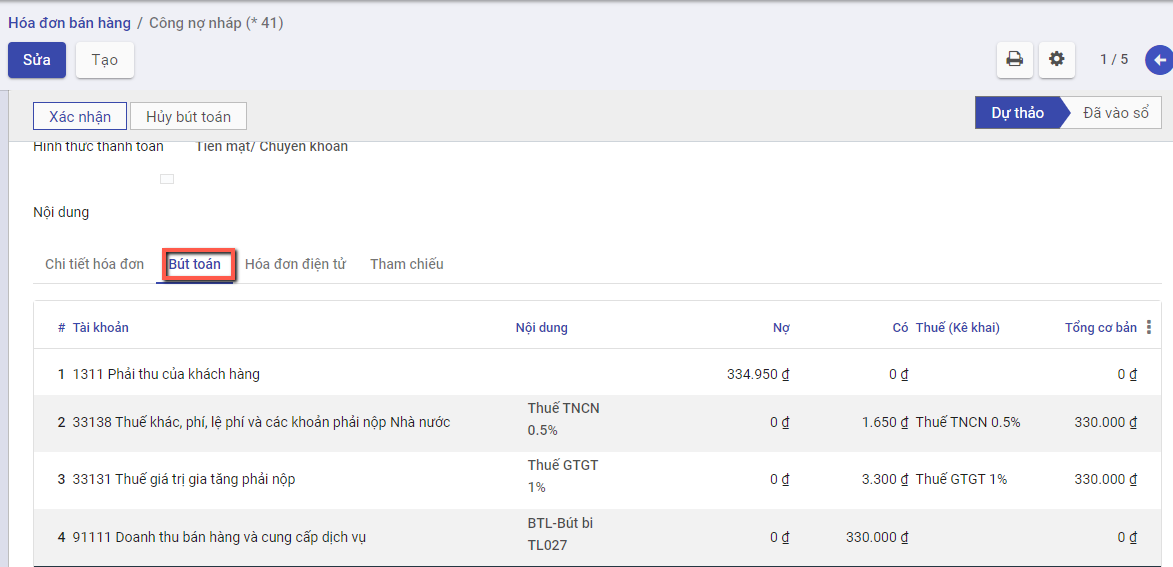 Hóa đơn bán hàng / Công nợ nháp (* 41)
Sửa Tạo 1 / 5
Xác nhận Hủy bút toán Dự thảo Đã vào sổ
Hình thức thanh toán Tiền mặt/ Chuyển khoản
Nội dung
Chi tiết hóa đơn Bút toán Hóa đơn điện tử Tham chiếu
# Tài khoản Nội dung Nợ Có Thuế (Kê khai) Tổng cơ bản
1 1311 Phải thu của khách hàng 334.950 ₫ 0 ₫ 0 ₫
2 33138 Thuế khác, phí, lệ phí và các khoản phải nộp Nhà nước Thuế TNCN 0.5% 0 ₫ 1.650 ₫ Thuế TNCN 0.5% 330.000 ₫
3 33131 Thuế giá trị gia tăng phải nộp Thuế GTGT 1% 0 ₫ 3.300 ₫ Thuế GTGT 1% 330.000 ₫
4 91111 Doanh thu bán hàng và cung cấp dịch vụ BTL-Bút bi TL027 0 ₫ 330.000 ₫ 0 ₫